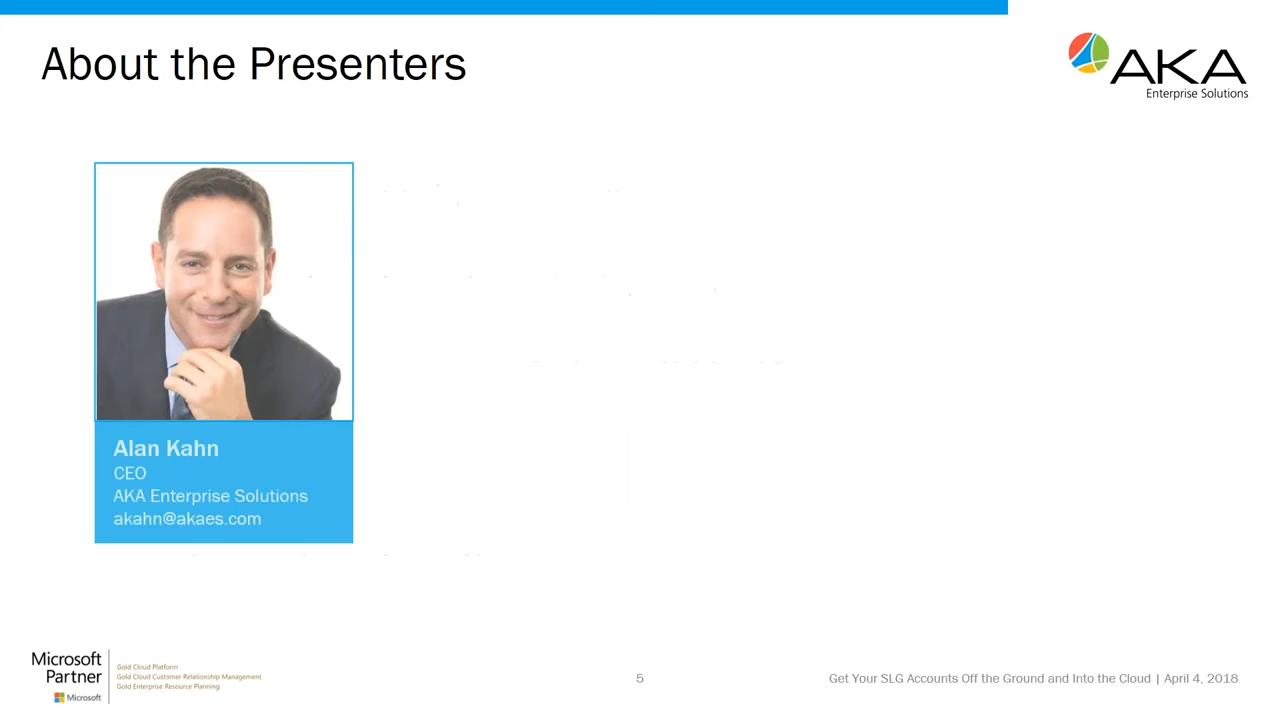 About the Presenters
AKA
Enterprise Solutions
Alan Kahn
CEO
AKA Enterprise Solutions
akahn@akaes.com
Microsoft
Partner
Microsoft
Gold Cloud Platform
Gold Cloud Customer Relationship Management
Gold Enterprise Resource Planning
5
Get Your SLG Accounts Off the Ground and Into the Cloud | April 4, 2018